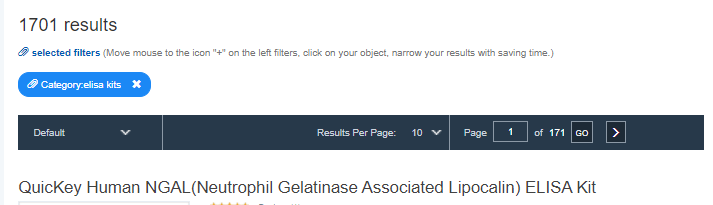 1701 results
selected filters (Move mouse to the icon "+" on the left filters, click on your object, narrow your results with saving time.)
Category:elisa kits ✖
Default Results Per Page: 10 Page 1 of 171 GO >
QuicKey Human NGAL(Neutrophil Gelatinase Associated Lipocalin) ELISA Kit